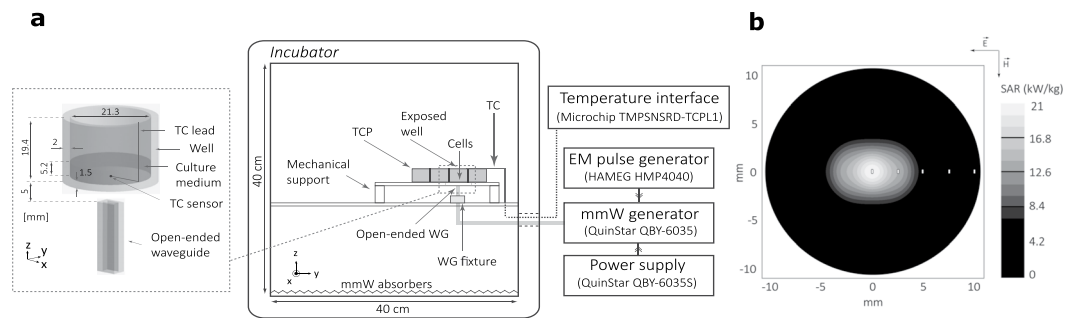 a
Incubator
40 cm
40 cm
TCP
Exposed
well
Cells
TC
Mechanical
support
Open-ended WG
WG fixture
z
y
x
mmW absorbers
21.3
19.4
2
5.2
1.5
5
[mm]
TC lead
Well
Culture
medium
TC sensor
Open-ended
waveguide
z
y
x
Temperature interface
(Microchip TMPSNSRD-TCPL1)
EM pulse generator
(HAMEG HMP4040)
mmW generator
(QuinStar QBY-6035)
Power supply
(QuinStar QBY-6035S)
b
E
H
SAR (kW/kg)
21
16.8
12.6
8.4
4.2
0
10
5
0
-5
-10
mm
-10
-5
0
5
10
mm